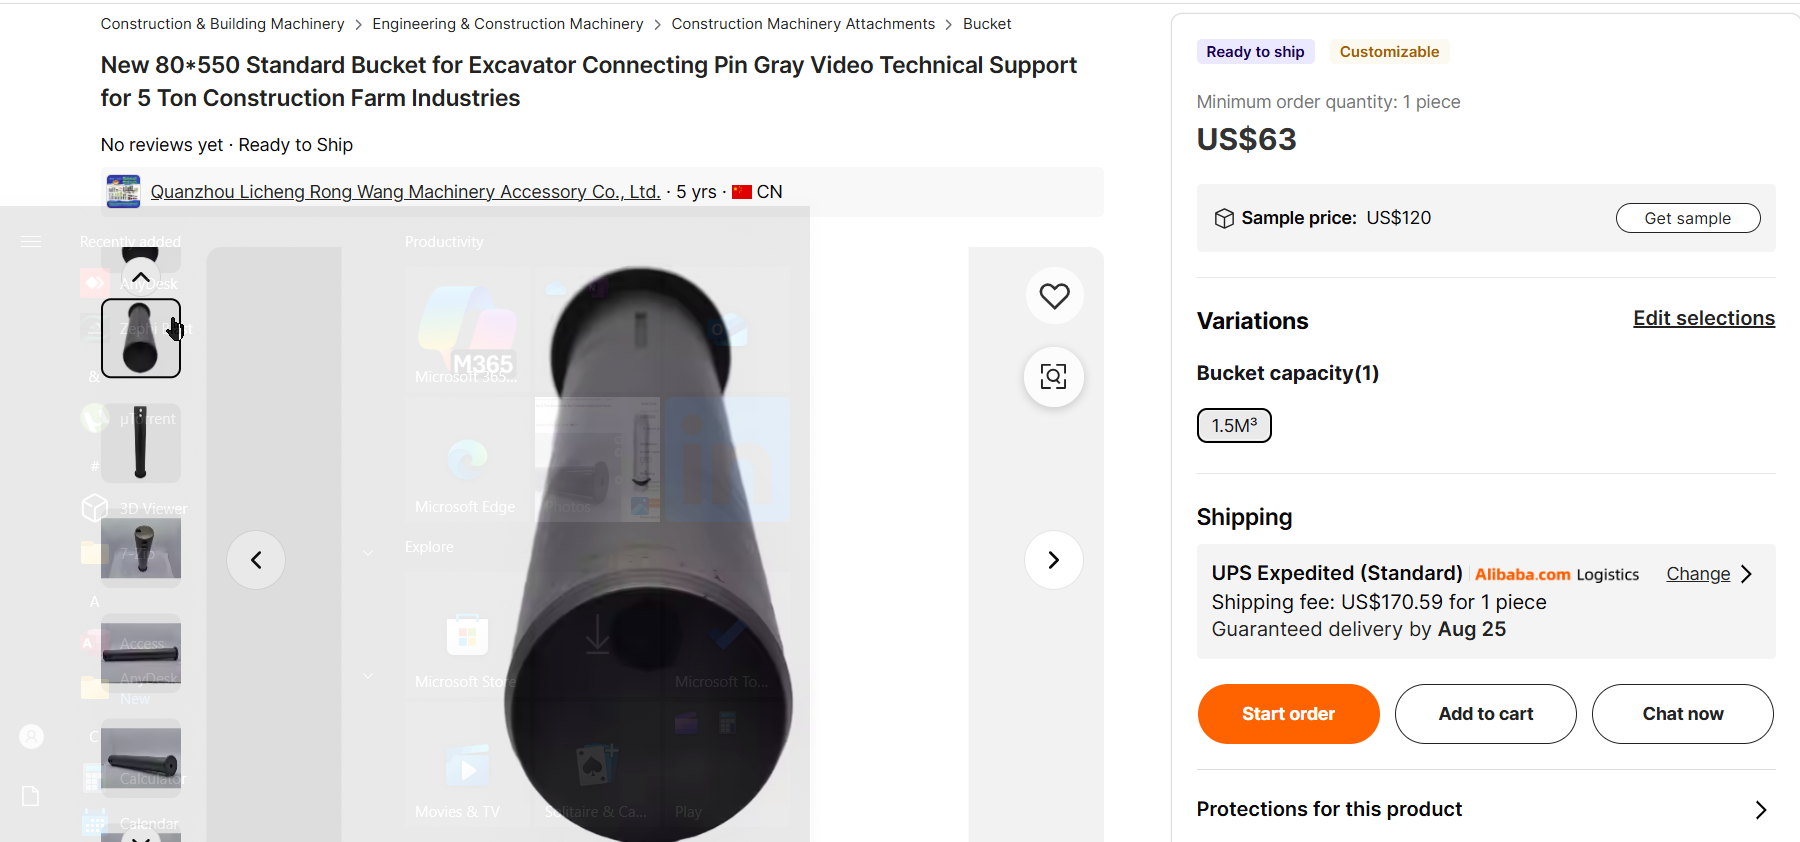 Construction & Building Machinery > Engineering & Construction Machinery > Construction Machinery Attachments > Bucket
New 80*550 Standard Bucket for Excavator Connecting Pin Gray Video Technical Support
for 5 Ton Construction Farm Industries
No reviews yet · Ready to Ship
Quanzhou Licheng Rong Wang Machinery Accessory Co., Ltd. · 5 yrs · CN
Recently added
AnyDesk
&
µTorrent
#
3D Viewer
7-Zip
A
Access
AnyDesk
New
C
Calculator
Calendar
Productivity
M365
Microsoft 365...
Microsoft Edge
Photos
Explore
Microsoft Store
Microsoft To...
Movies & TV
Solitaire & Ca...
Play
Ready to ship
Customizable
Minimum order quantity: 1 piece
US$63
Sample price: US$120
Get sample
Variations
Edit selections
Bucket capacity(1)
1.5M³
Shipping
UPS Expedited (Standard) Alibaba.com Logistics
Change
Shipping fee: US$170.59 for 1 piece
Guaranteed delivery by Aug 25
Start order
Add to cart
Chat now
Protections for this product